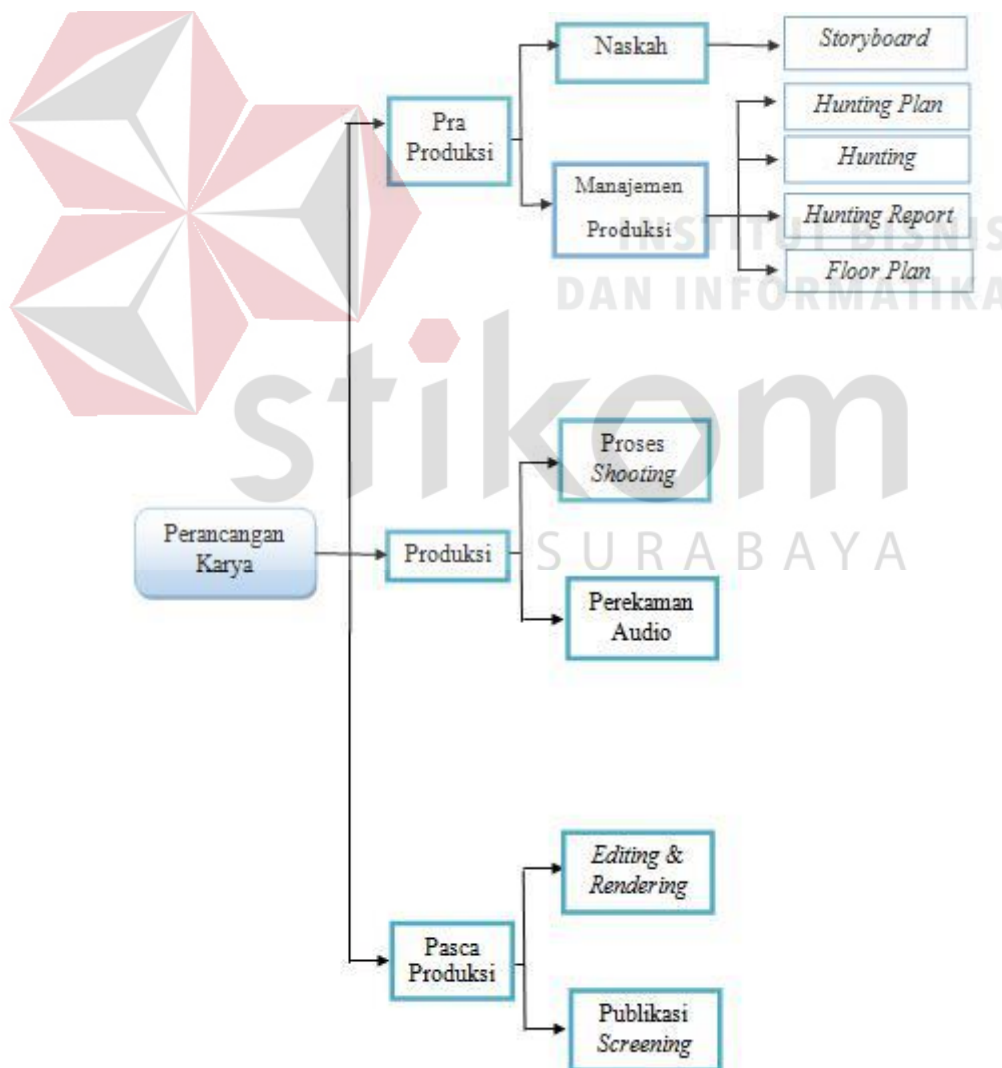 Naskah
Storyboard
Pra
Produksi
Hunting Plan
Hunting
Manajemen
Produksi
Hunting Report
Floor Plan
INSTITUT BISNIS
DAN INFORMATIKA
stikom
SURABAYA
Proses
Shooting
Perancangan
Karya
Produksi
Perekaman
Audio
Editing &
Rendering
Pasca
Produksi
Publikasi
Screening